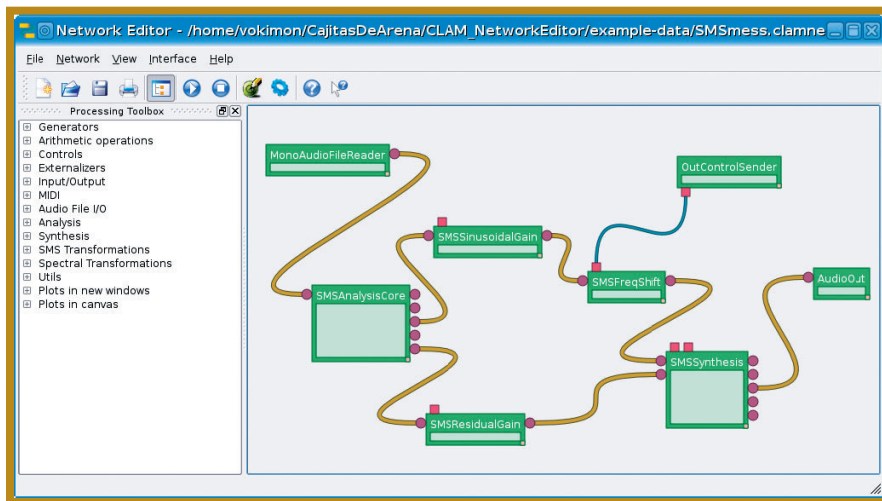 Network Editor - /home/vokimon/CajitasDeArena/CLAM_NetworkEditor/example-data/SMSmess.clamne
File Network View Interface Help
Processing Toolbox
Generators
Arithmetic operations
Controls
Externalizers
Input/Output
MIDI
Audio File I/O
Analysis
Synthesis
SMS Transformations
Spectral Transformations
Utils
Plots in new windows
Plots in canvas
MonoAudioFileReader
OutControlSender
SMSSinusoidalGain
SMSAnalysisCore
SMSFreqShift
AudioOut
SMSSynthesis
SMSResidualGain